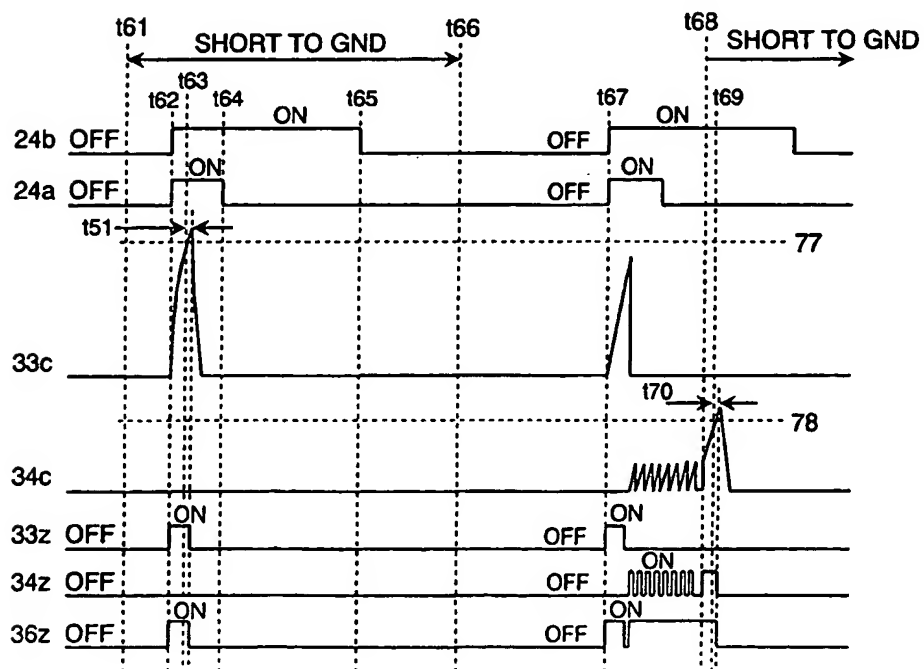 t61 t66 t68
SHORT TO GND SHORT TO GND
t63
t62 t64 t65 t67 t69
24b OFF ON OFF ON
24a OFF ON OFF ON
t51
77
33c
t70
78
34c
33z OFF ON OFF ON
34z OFF OFF ON
36z OFF ON OFF ON